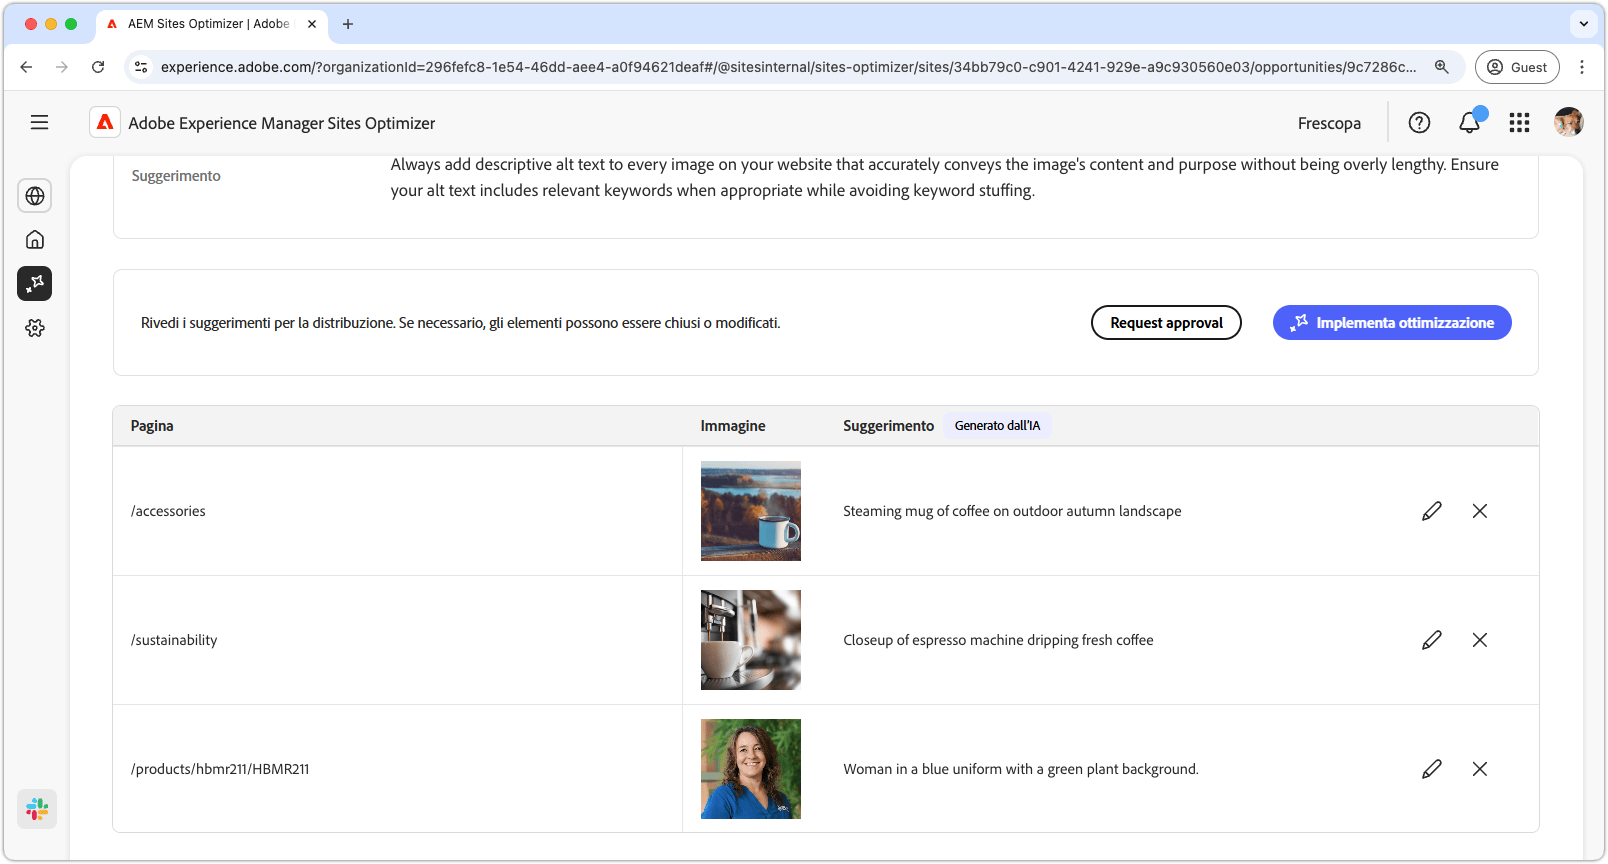 AEM Sites Optimizer | Adobe
experience.adobe.com/?organizationId=296fefc8-1e54-46dd-aee4-a0f94621deaf#/@sitesinternal/sites-optimizer/sites/34bb79c0-c901-4241-929e-a9c930560e03/opportunities/9c7286c...
Guest
Adobe Experience Manager Sites Optimizer
Frescopa
Suggerimento
Always add descriptive alt text to every image on your website that accurately conveys the image's content and purpose without being overly lengthy. Ensure
your alt text includes relevant keywords when appropriate while avoiding keyword stuffing.
Rivedi i suggerimenti per la distribuzione. Se necessario, gli elementi possono essere chiusi o modificati.
Request approval
Implementa ottimizzazione
Pagina
Immagine
Suggerimento
Generato dall'IA
/accessories
Steaming mug of coffee on outdoor autumn landscape
/sustainability
Closeup of espresso machine dripping fresh coffee
/products/hbmr211/HBMR211
Woman in a blue uniform with a green plant background.